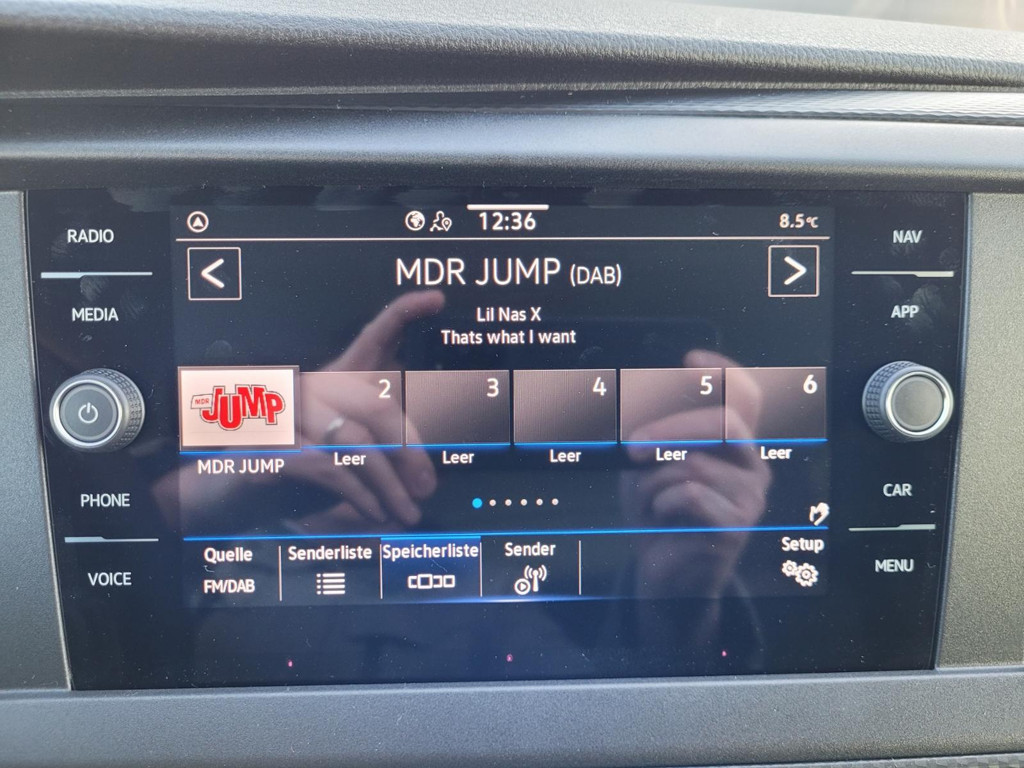 RADIO
MEDIA
PHONE
VOICE
12:36
8.5°C
MDR JUMP (DAB)
Lil Nas X
Thats what I want
MDR JUMP
2
3
4
5
6
MDR JUMP
Leer
Leer
Leer
Leer
Leer
Quelle
FM/DAB
Senderliste
Speicherliste
Sender
Setup
NAV
APP
CAR
MENU